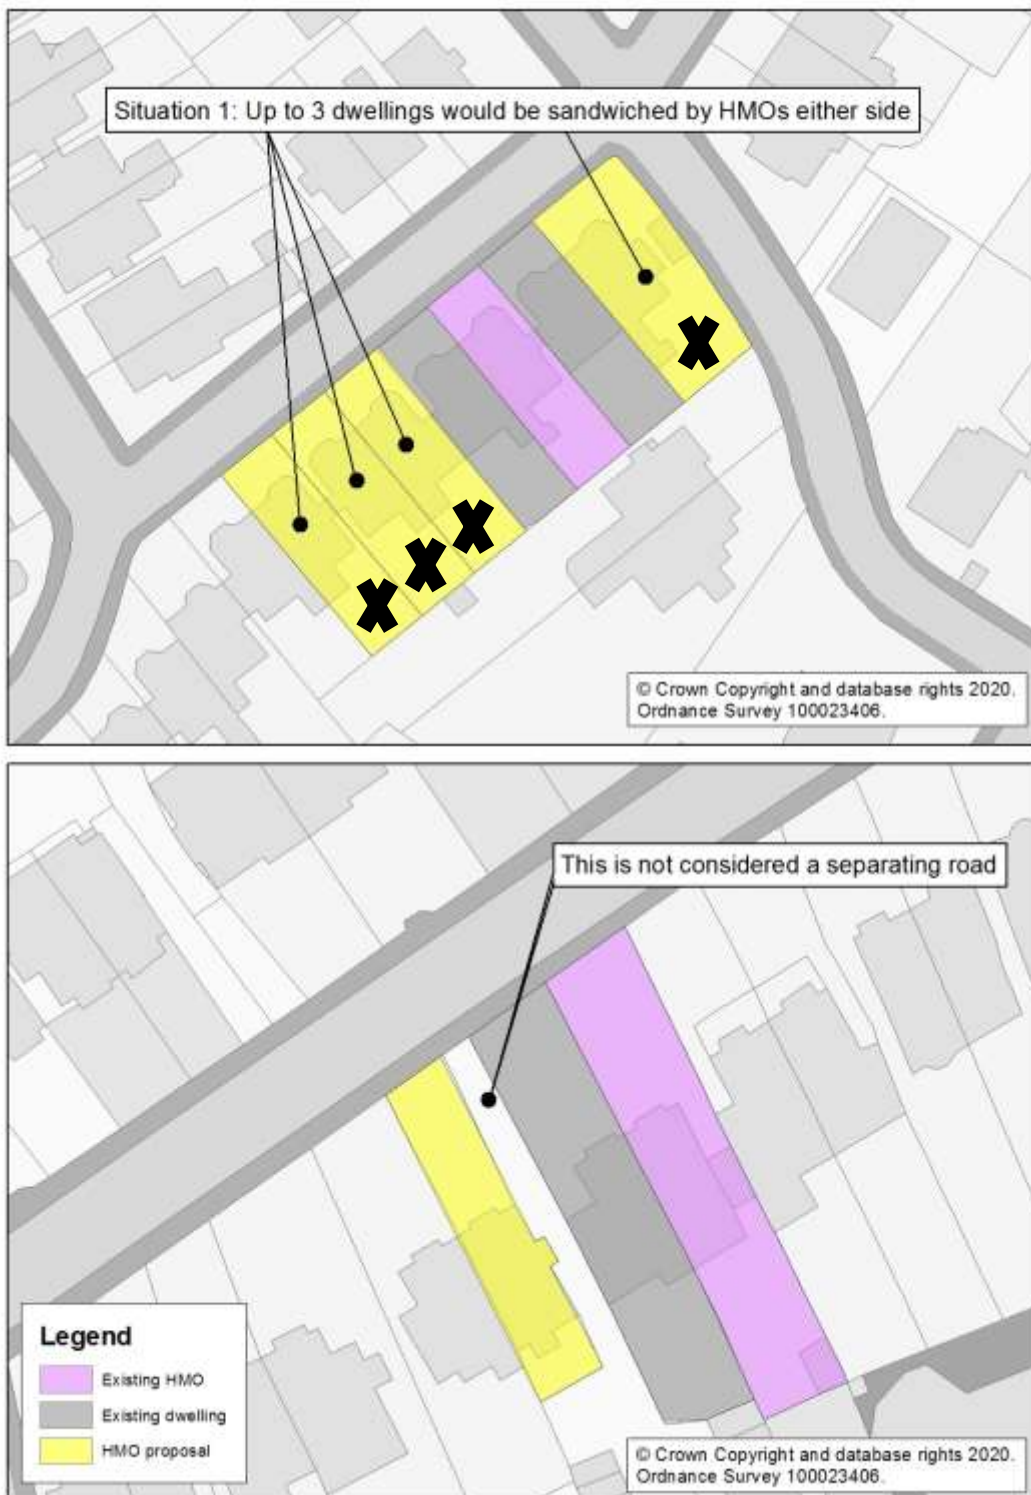 Situation 1: Up to 3 dwellings would be sandwiched by HMOs either side
© Crown Copyright and database rights 2020.
Ordnance Survey 100023406.
This is not considered a separating road
Legend
Existing HMO
Existing dwelling
HMO proposal
© Crown Copyright and database rights 2020.
Ordnance Survey 100023406.